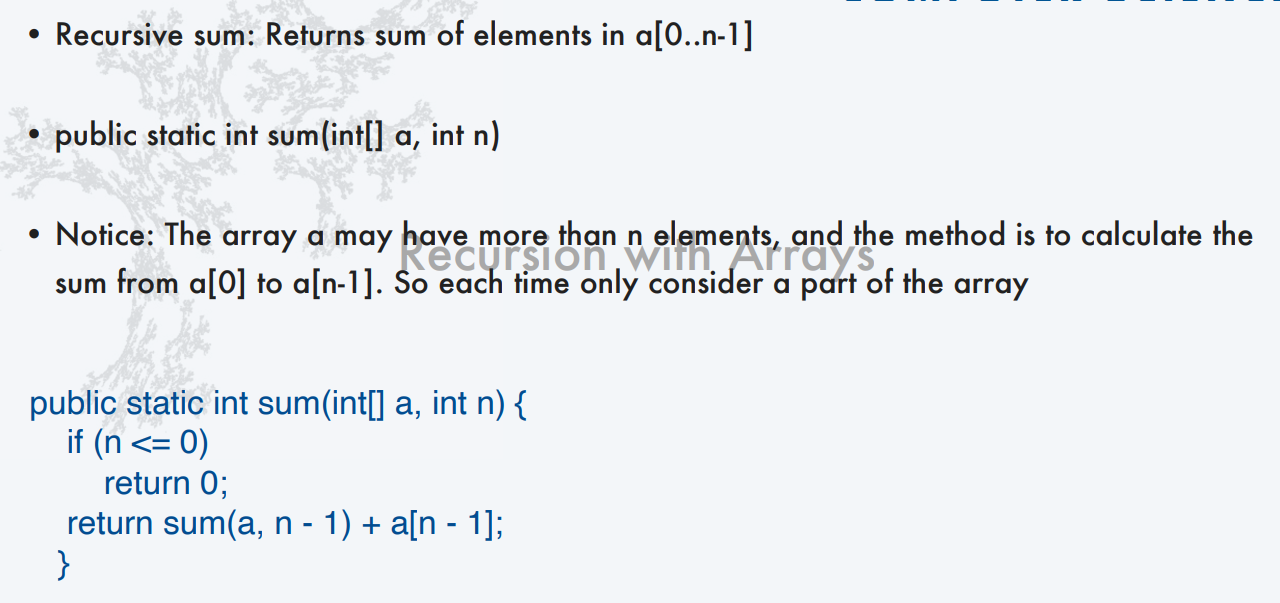 • Recursive sum: Returns sum of elements in a[0..n-1]
• public static int sum(int[] a, int n)
• Notice: The array a may have more than n elements, and the method is to calculate the
Recursion with Arrays
sum from a[0] to a[n-1]. So each time only consider a part of the array
public static int sum(int[] a, int n) {
if (n <= 0)
return 0;
return sum(a, n - 1) + a[n - 1];
}